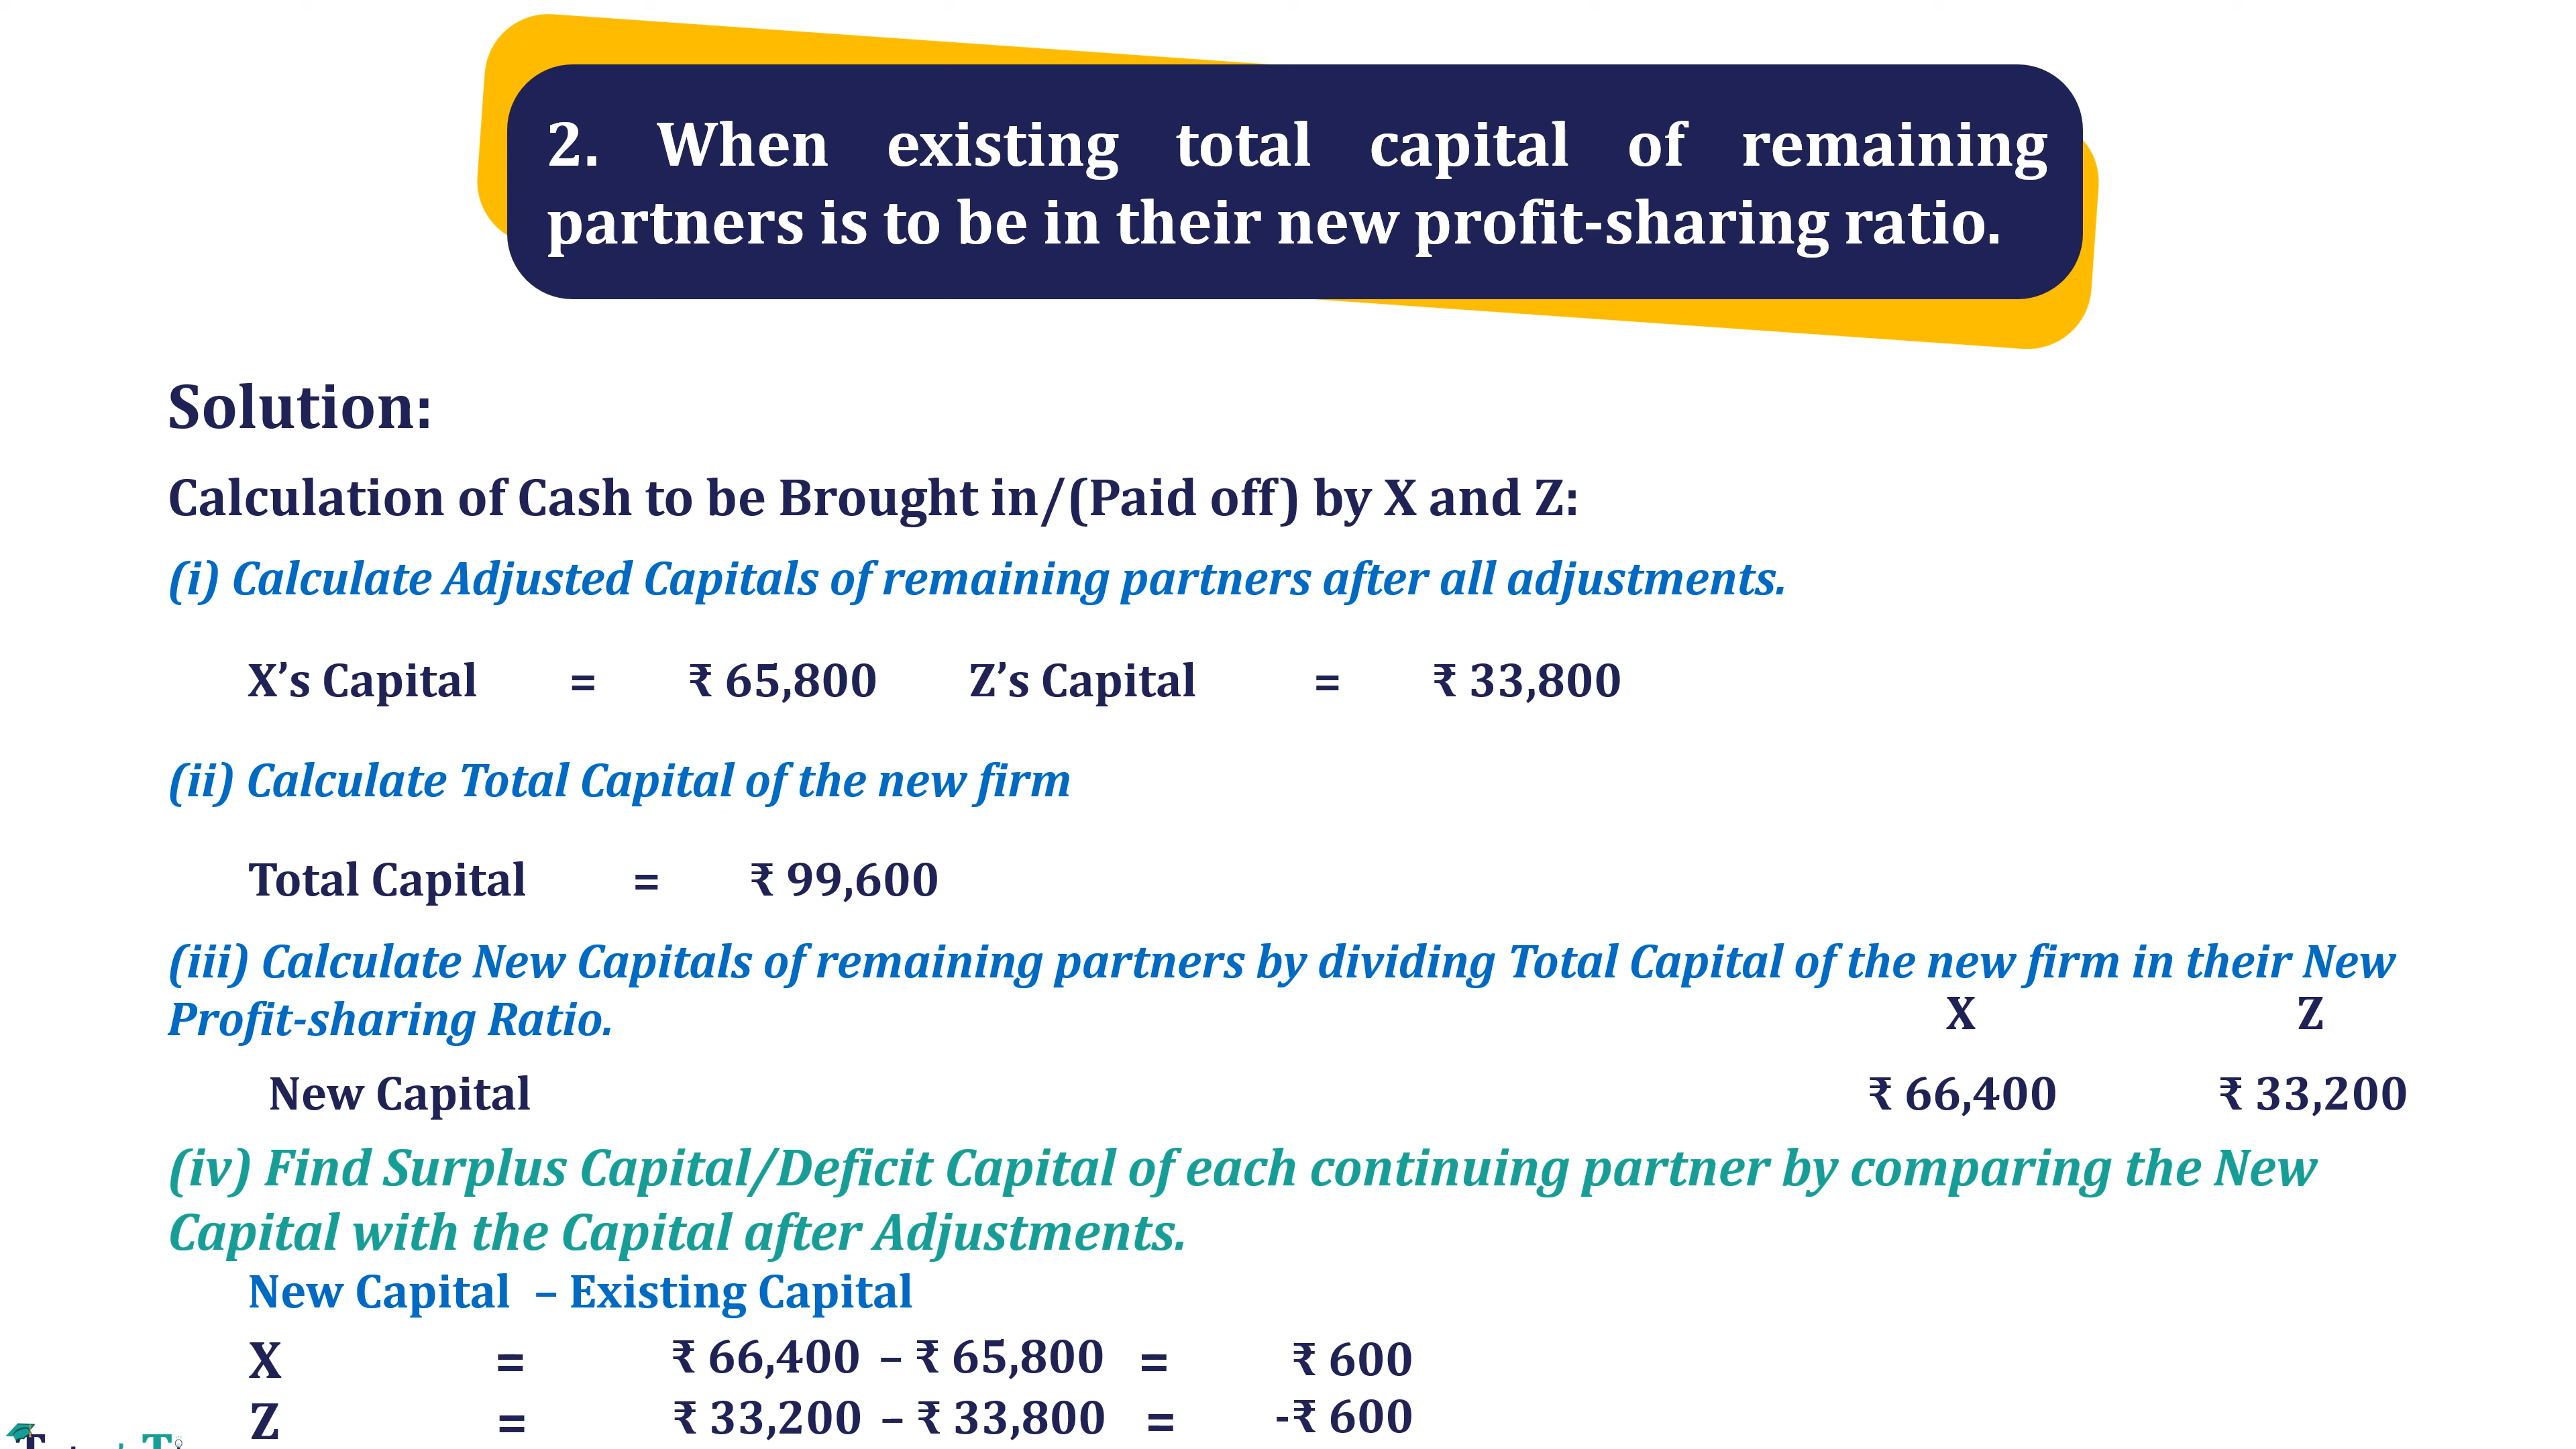 2. When existing total capital of remaining
partners is to be in their new profit-sharing ratio.
Solution:
Calculation of Cash to be Brought in/(Paid off) by X and Z:
(i) Calculate Adjusted Capitals of remaining partners after all adjustments.
X’s Capital = ₹ 65,800 Z’s Capital = ₹ 33,800
(ii) Calculate Total Capital of the new firm
Total Capital = ₹ 99,600
(iii) Calculate New Capitals of remaining partners by dividing Total Capital of the new firm in their New
Profit-sharing Ratio.
X Z
New Capital ₹ 66,400 ₹ 33,200
(iv) Find Surplus Capital/Deficit Capital of each continuing partner by comparing the New
Capital with the Capital after Adjustments.
New Capital – Existing Capital
X = ₹ 66,400 – ₹ 65,800 = ₹ 600
Z = ₹ 33,200 – ₹ 33,800 = -₹ 600